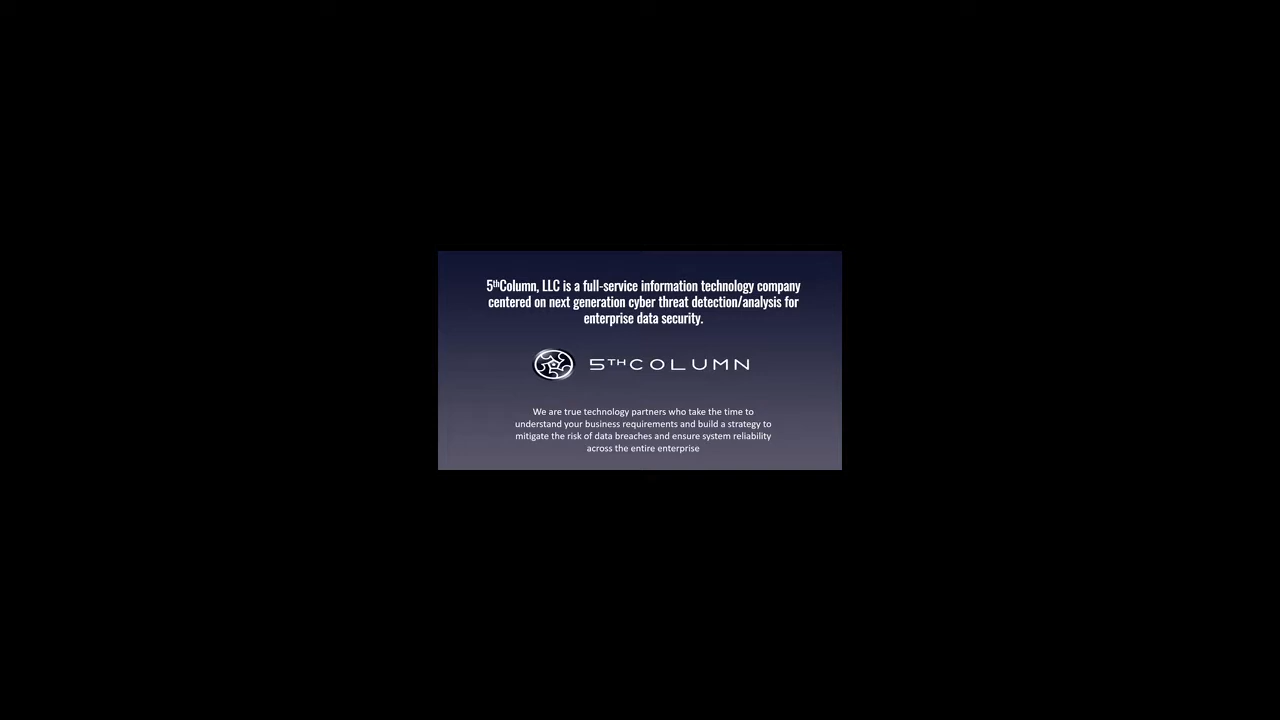 5thColumn, LLC is a full-service information technology company
centered on next generation cyber threat detection/analysis for
enterprise data security.
5THCOLUMN
We are true technology partners who take the time to
understand your business requirements and build a strategy to
mitigate the risk of data breaches and ensure system reliability
across the entire enterprise